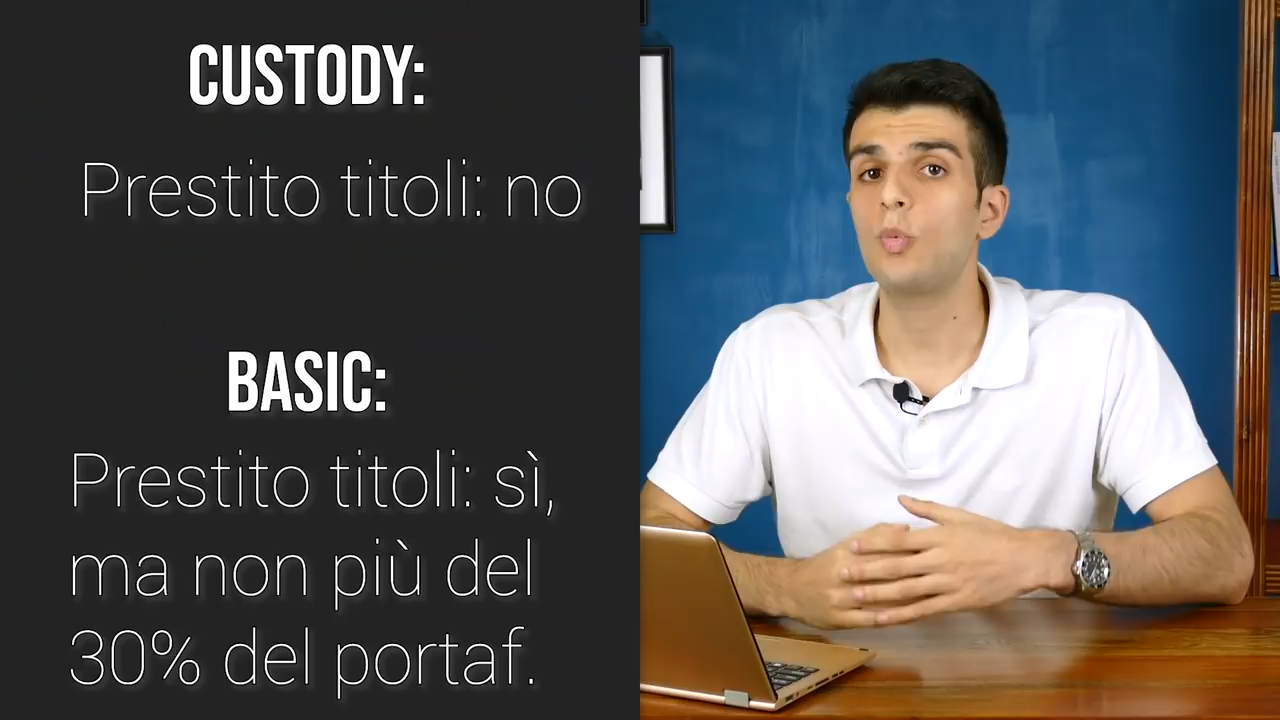 CUSTODY:
Prestito titoli: no
BASIC:
Prestito titoli: sì,
ma non più del
30% del portaf.